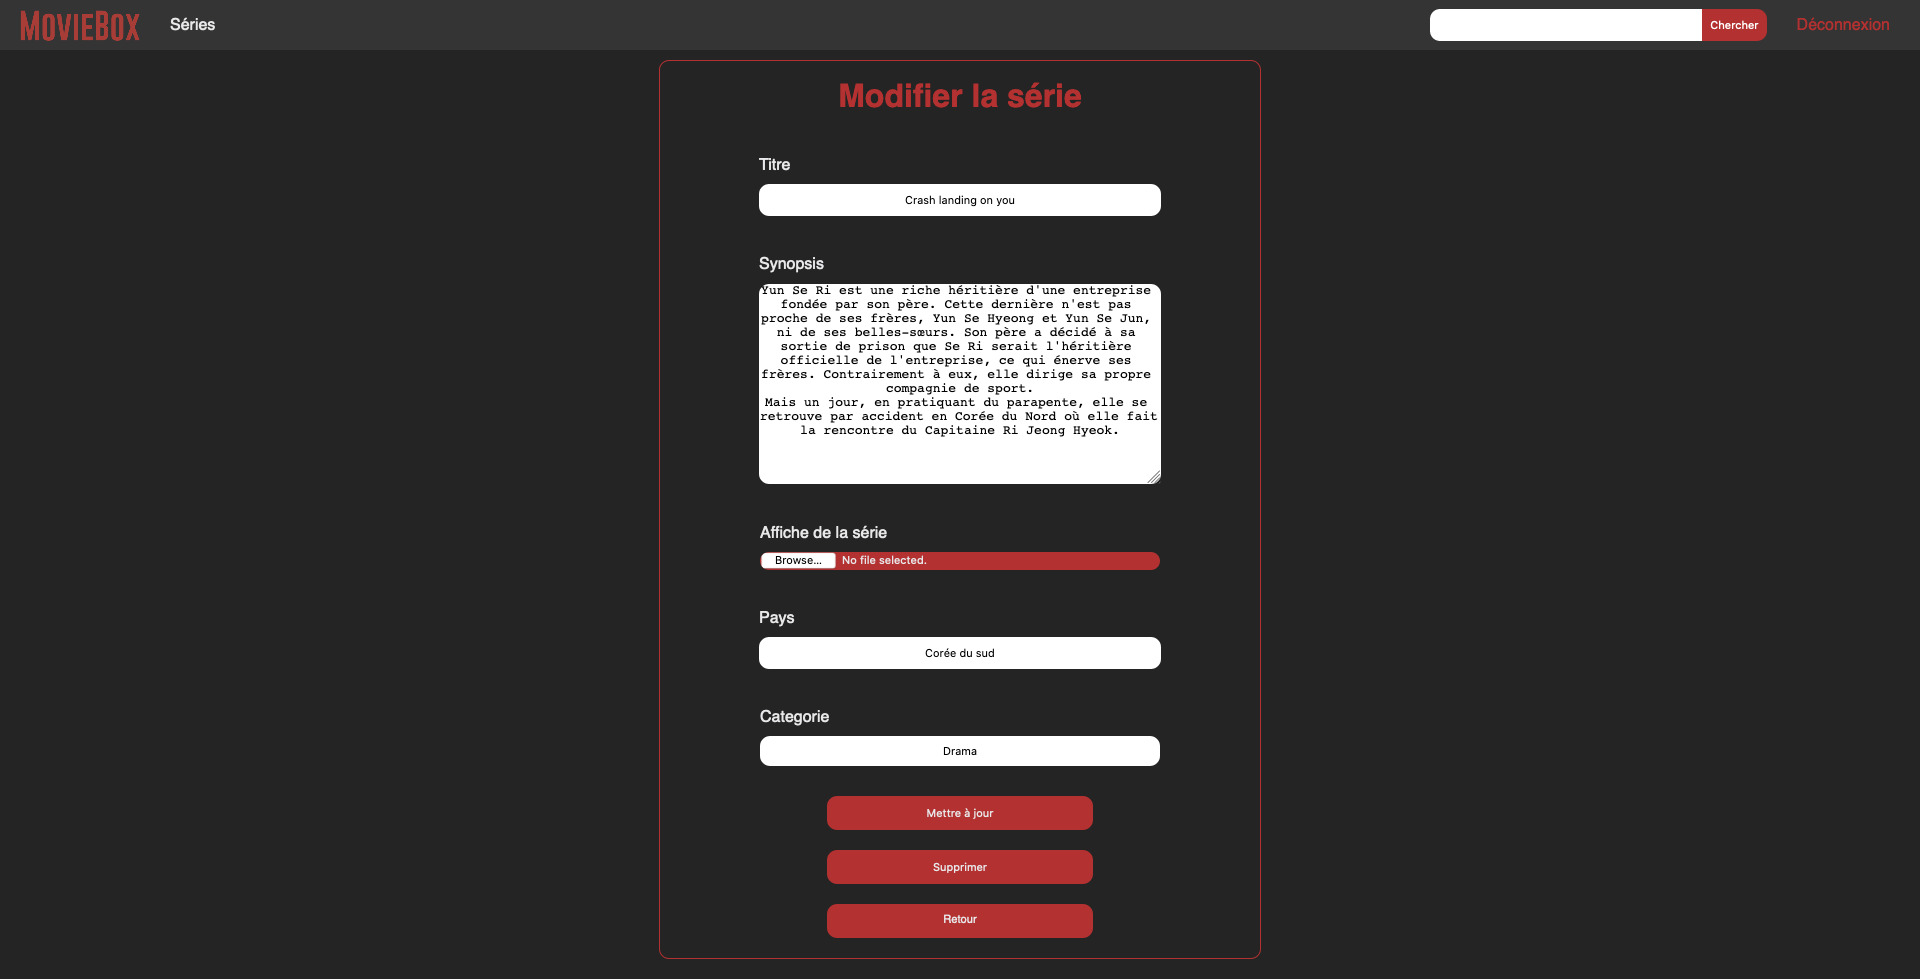 MOVIEBOX
Séries
Chercher
Déconnexion
Modifier la série
Titre
Crash landing on you
Synopsis
Yun Se Ri est une riche héritière d'une entreprise
fondée par son père. Cette dernière n'est pas
proche de ses frères, Yun Se Hyeong et Yun Se Jun,
ni de ses belles-sœurs. Son père a décidé à sa
sortie de prison que Se Ri serait l'héritière
officielle de l'entreprise, ce qui énerve ses
frères. Contrairement à eux, elle dirige sa propre
compagnie de sport.
Mais un jour, en pratiquant du parapente, elle se
retrouve par accident en Corée du Nord où elle fait
la rencontre du Capitaine Ri Jeong Hyeok.
Affiche de la série
Browse... No file selected.
Pays
Corée du sud
Categorie
Drama
Mettre à jour
Supprimer
Retour